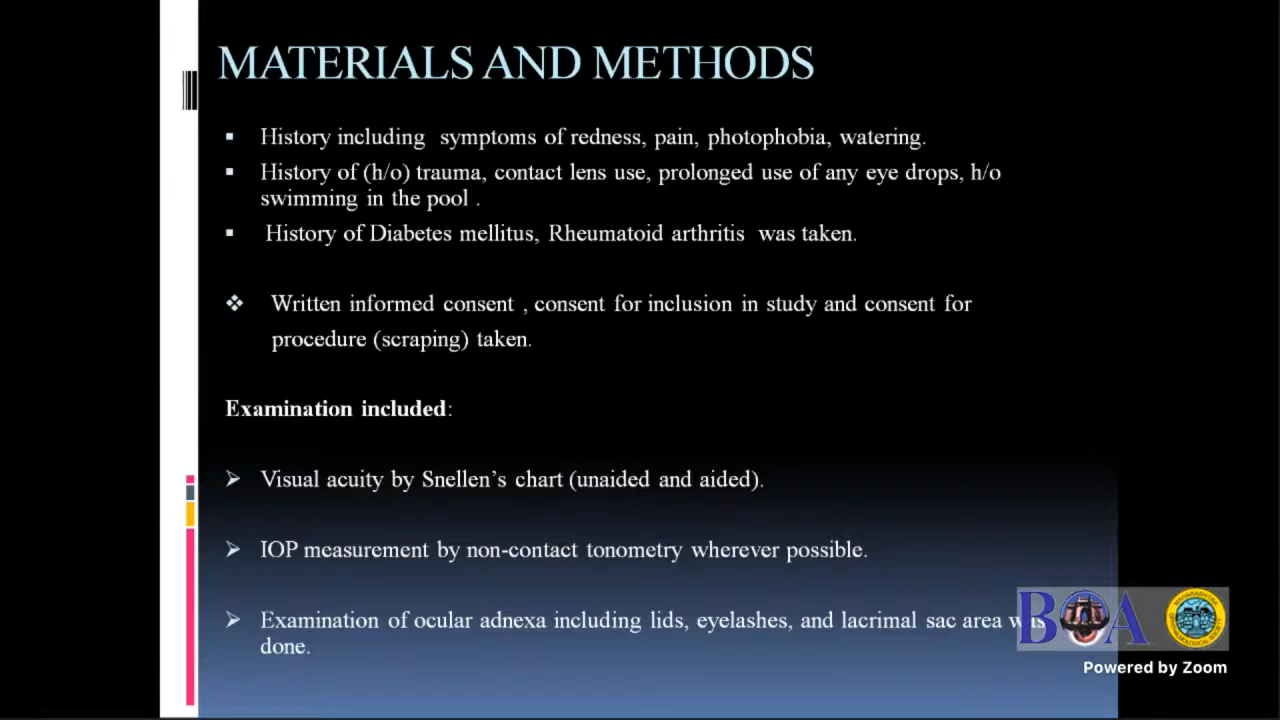 MATERIALS AND METHODS
▪ History including symptoms of redness, pain, photophobia, watering.
▪ History of (h/o) trauma, contact lens use, prolonged use of any eye drops, h/o
swimming in the pool .
▪ History of Diabetes mellitus, Rheumatoid arthritis was taken.
❖ Written informed consent , consent for inclusion in study and consent for
procedure (scraping) taken.
Examination included:
➢ Visual acuity by Snellen’s chart (unaided and aided).
➢ IOP measurement by non-contact tonometry wherever possible.
➢ Examination of ocular adnexa including lids, eyelashes, and lacrimal sac area was
done.
BOA
Powered by Zoom